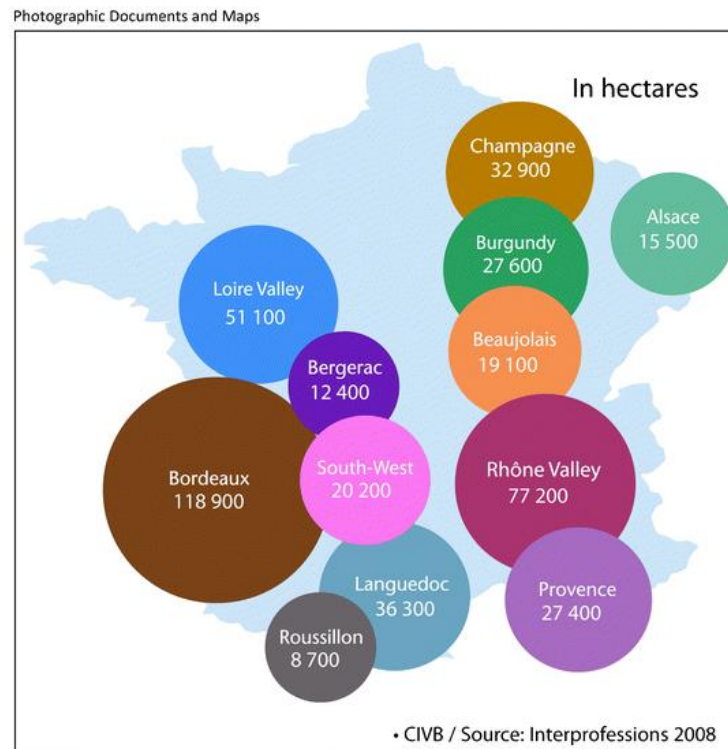 Photographic Documents and Maps
In hectares
Champagne
32 900
Alsace
15 500
Burgundy
27 600
Loire Valley
51 100
Beaujolais
19 100
Bergerac
12 400
South-West
20 200
Bordeaux
118 900
Rhône Valley
77 200
Languedoc
36 300
Provence
27 400
Roussillon
8 700
• CIVB / Source: Interprofessions 2008